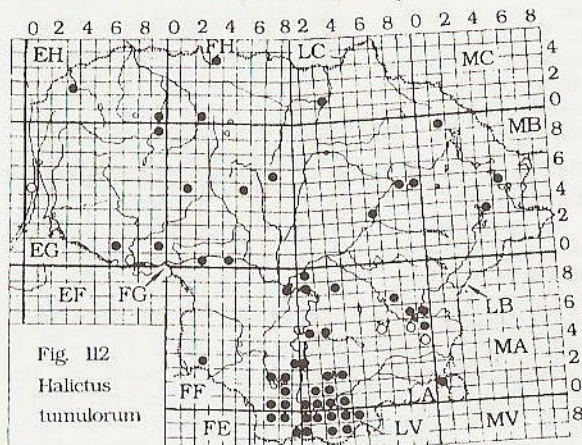 0 2 4 6 8 0 2 4 6 8 2 4 6 8 0 2 4 6 8 0
EH FH LC MC 4
2
0
MB
8
6
4
2
EG 0
EF FG LB 8
6
Fig. 112 MA 4
Halictus 2
tumulorum FF A 0
FE LV MV 8